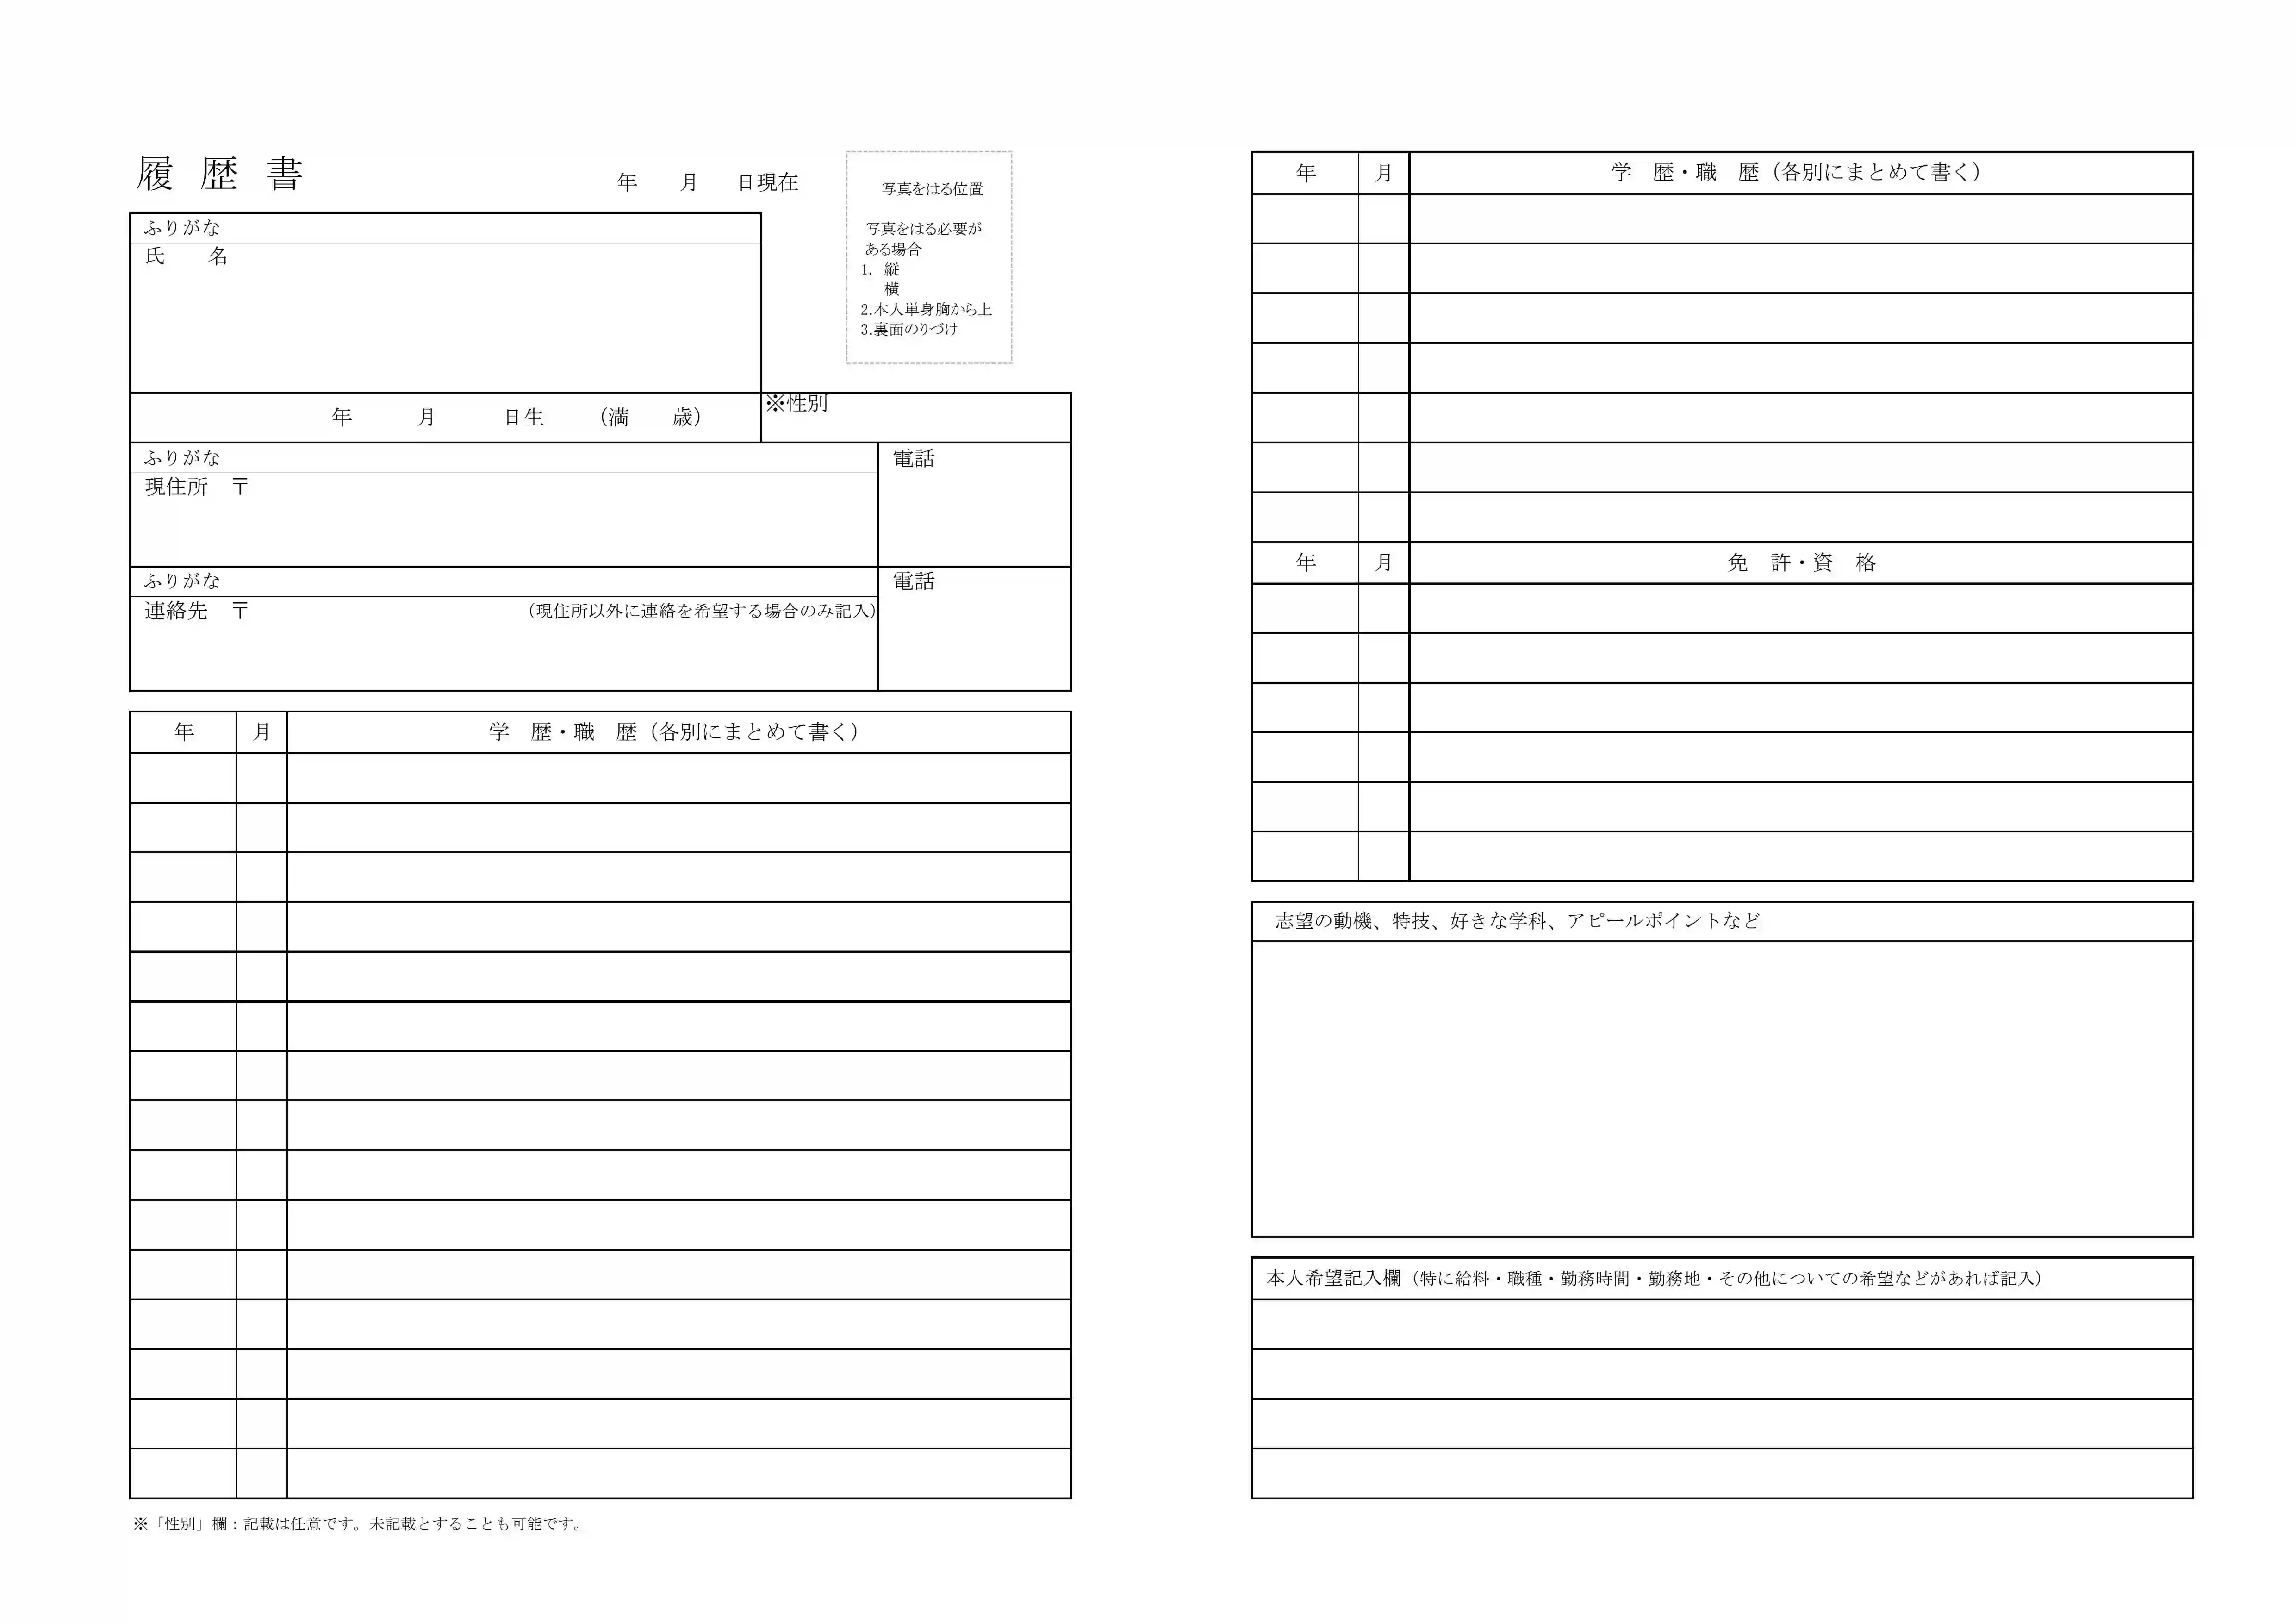 履 歴 書
年　月　日現在
写真をはる位置
写真をはる必要が
ある場合
1. 縦
横
2.本人単身胸から上
3.裏面のりづけ
ふりがな
氏　名
年　月　日生　（満　歳）
※性別
ふりがな
電話
現住所　〒
ふりがな
電話
連絡先　〒　（現住所以外に連絡を希望する場合のみ記入）
年　月　学　歴・職　歴（各別にまとめて書く）
※「性別」欄：記載は任意です。未記載とすることも可能です。
年　月　学　歴・職　歴（各別にまとめて書く）
年　月　免　許・資　格
志望の動機、特技、好きな学科、アピールポイントなど
本人希望記入欄（特に給料・職種・勤務時間・勤務地・その他についての希望などがあれば記入）